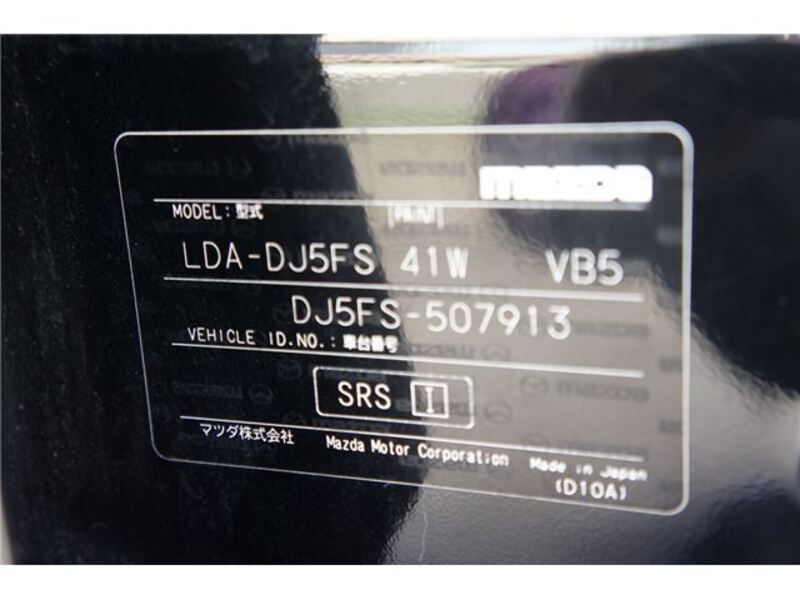 mazda
MODEL:型式 PAINT
LDA-DJ5FS 41W VB5
DJ5FS-507913
VEHICLE ID.NO.:車台番号
SRS I
マツダ株式会社 Mazda Motor Corporation Made in Japan
(D10A)